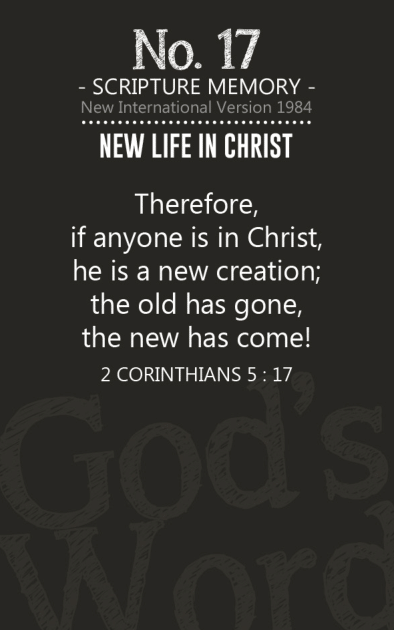 No. 17
- SCRIPTURE MEMORY -
New International Version 1984
NEW LIFE IN CHRIST
Therefore,
if anyone is in Christ,
he is a new creation;
the old has gone,
the new has come!
2 CORINTHIANS 5 : 17
God's
Word